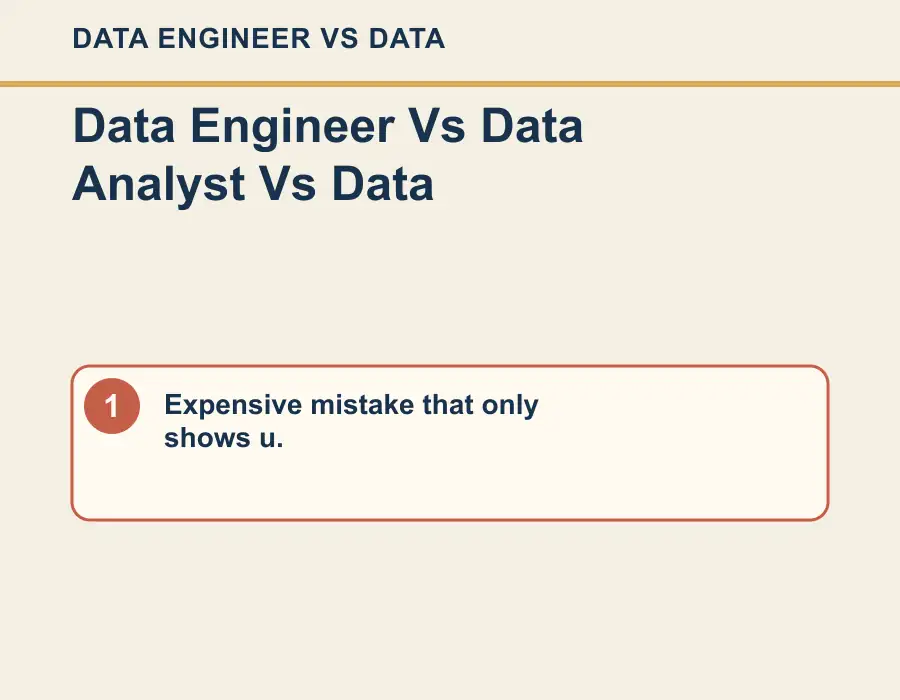 DATA ENGINEER VS DATA
Data Engineer Vs Data
Analyst Vs Data
1
Expensive mistake that only
shows u.